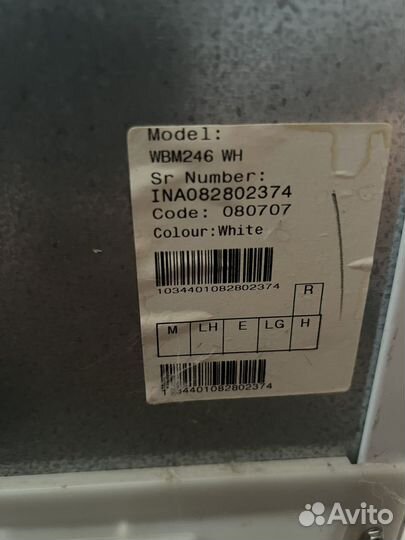 Model:
WBM246 WH
Sr Number:
INA082802374
Code: 080707
Colour:White
1034401082802374
R
M LH E LG H
1034401082802374
Avito